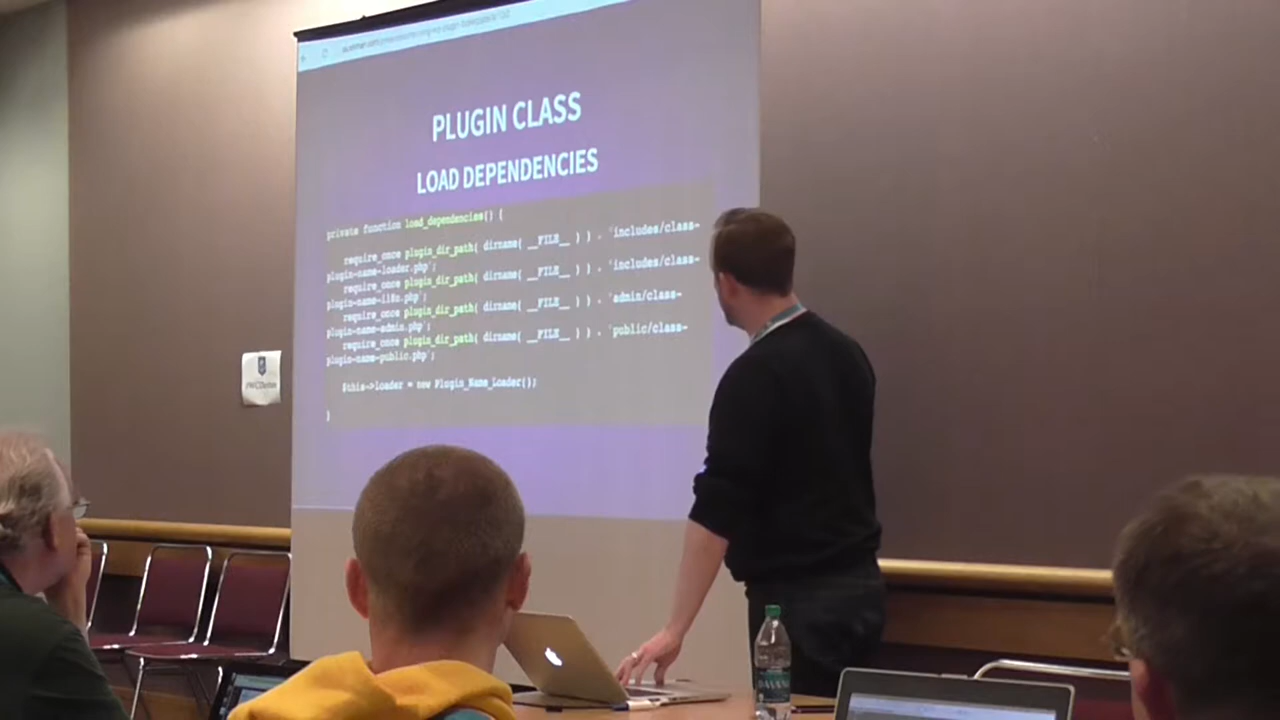 PLUGIN CLASS
LOAD DEPENDENCIES
private function load_dependencies() {
require_once plugin_dir_path( dirname( __FILE__ ) ) . 'includes/class-
plugin-name-loader.php';
require_once plugin_dir_path( dirname( __FILE__ ) ) . 'includes/class-
plugin-name-i18n.php';
require_once plugin_dir_path( dirname( __FILE__ ) ) . 'admin/class-
plugin-name-admin.php';
require_once plugin_dir_path( dirname( __FILE__ ) ) . 'public/class-
plugin-name-public.php';
$this->loader = new Plugin_Name_Loader();
}